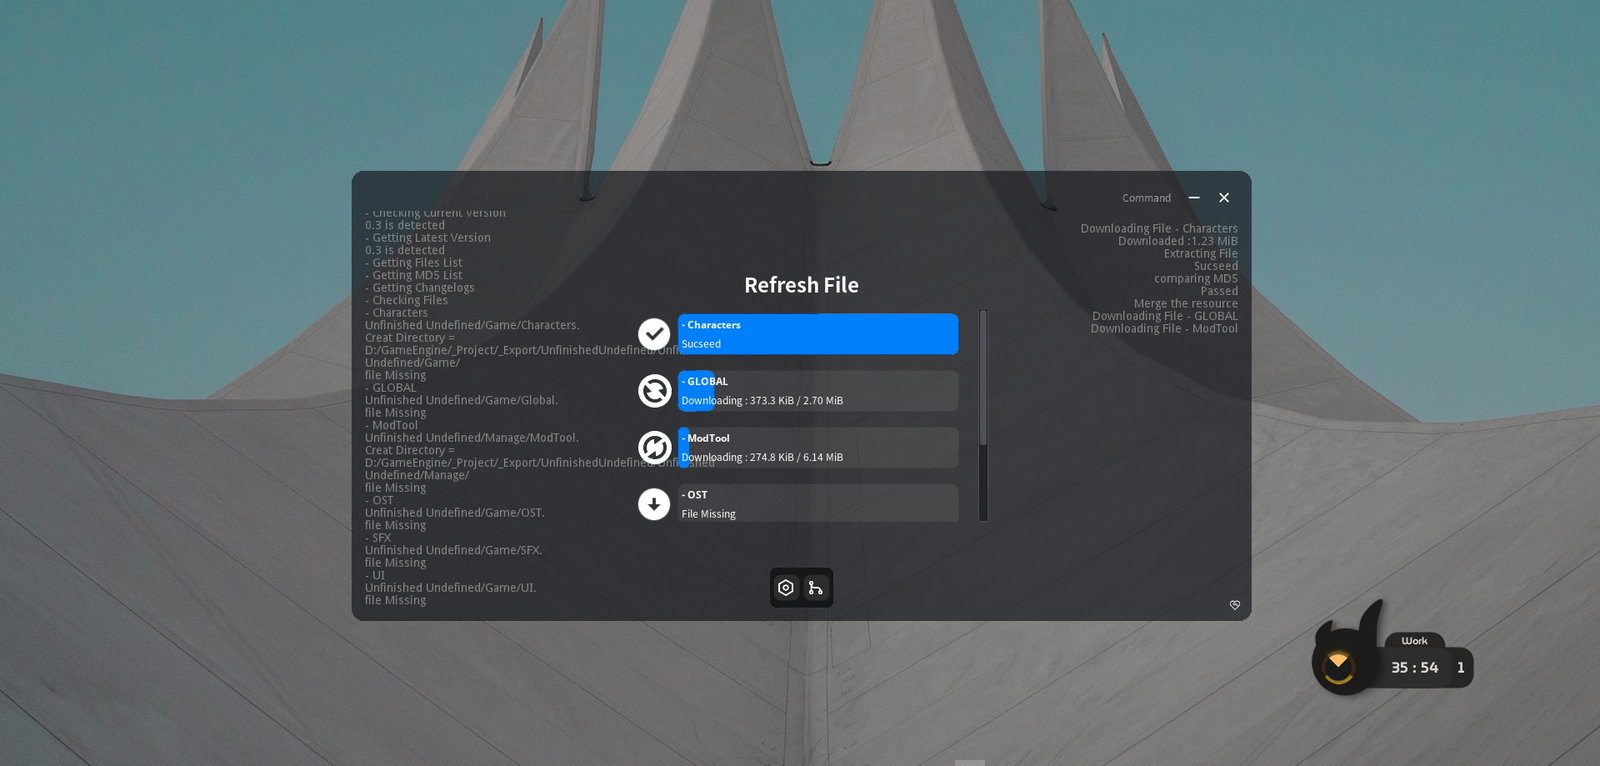 Command
- Checking Current Version
0.3 is detected
- Getting Latest Version
0.3 is detected
- Getting Files List
- Getting MD5 List
- Getting Changelogs
- Checking Files
- Characters
Unfinished Undefined/Game/Characters.
Creat Directory =
D:/GameEngine/_Project/_Export/UnfinishedUndefined/Unfi
Undefined/Game/
file Missing
- GLOBAL
Unfinished Undefined/Game/Global.
file Missing
- ModTool
Unfinished Undefined/Manage/ModTool.
Creat Directory =
D:/GameEngine/_Project/_Export/UnfinishedUndefined/Unfinished
Undefined/Manage/
file Missing
- OST
Unfinished Undefined/Game/OST.
file Missing
- SFX
Unfinished Undefined/Game/SFX.
file Missing
- UI
Unfinished Undefined/Game/UI.
file Missing
Refresh File
- Characters
Sucseed
- GLOBAL
Downloading : 373.3 KiB / 2.70 MiB
- ModTool
Downloading : 274.8 KiB / 6.14 MiB
- OST
File Missing
Downloading File - Characters
Downloaded :1.23 MiB
Extracting File
Sucseed
comparing MD5
Passed
Merge the resource
Downloading File - GLOBAL
Downloading File - ModTool
Work
35 : 54 1